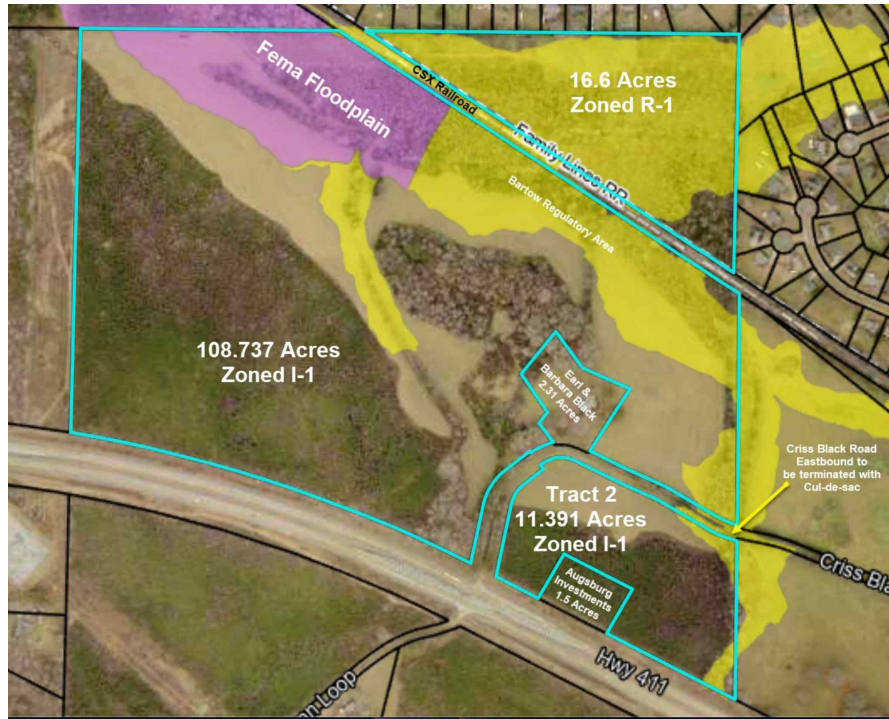 Fema Floodplain
CSX Railroad
16.6 Acres
Zoned R-1
Family Lines RR
Bartow Regulatory Area
108.737 Acres
Zoned I-1
Earl &
Barbara Black
2.31 Acres
Criss Black Road
Eastbound to
be terminated with
Cul-de-sac
Tract 2
11.391 Acres
Zoned I-1
Augsburg
Investments
1.5 Acres
Criss Bla
Hwy 411
Loop